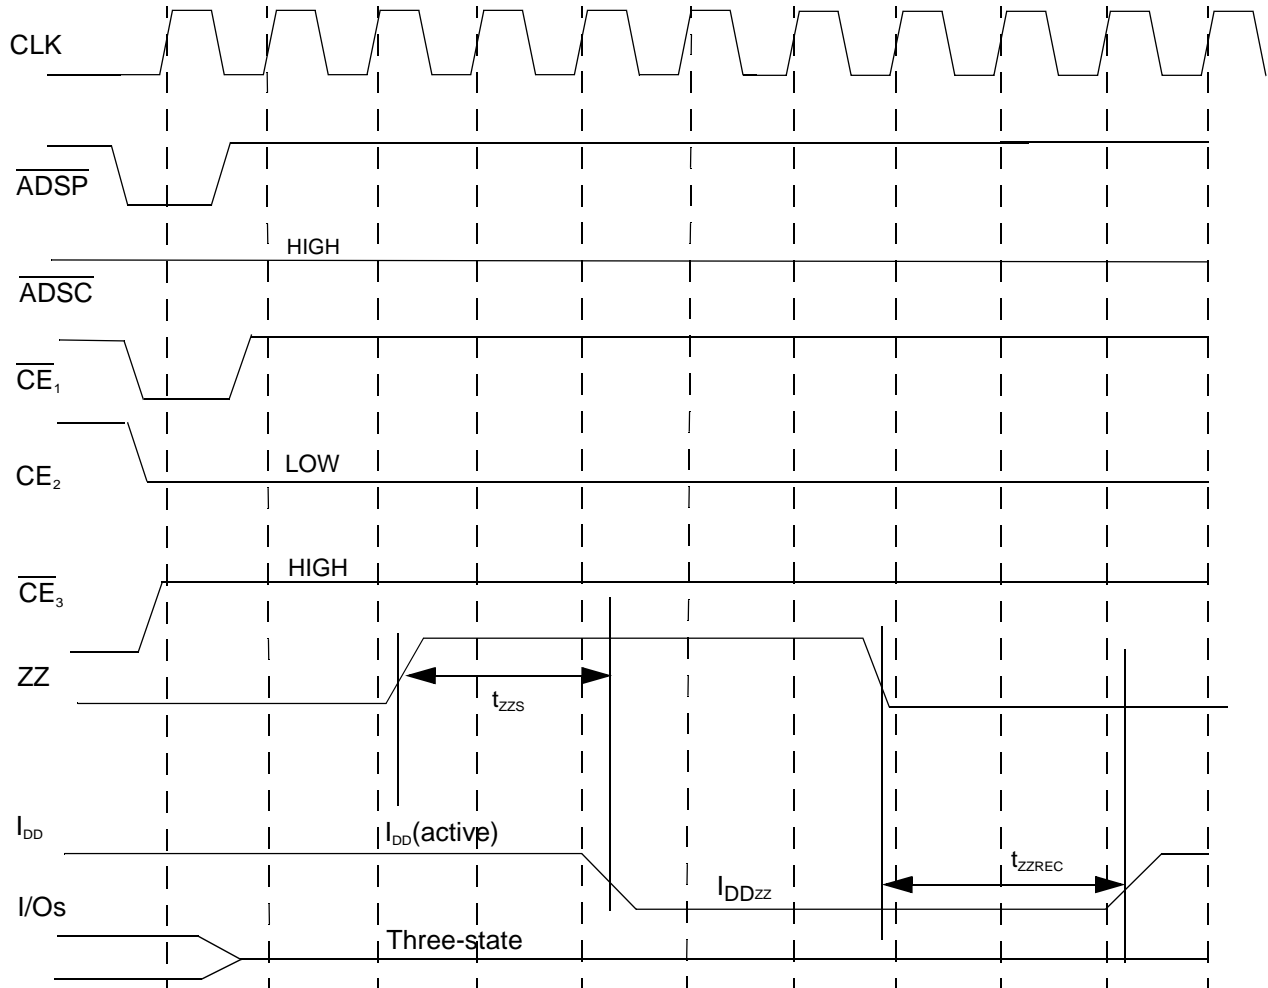 CLK
ADSP
HIGH
ADSC
CE1
LOW
CE2
HIGH
CE3
ZZ
tZZS
IDD
IDD(active)
tZZREC
IDDZZ
I/Os
Three-state